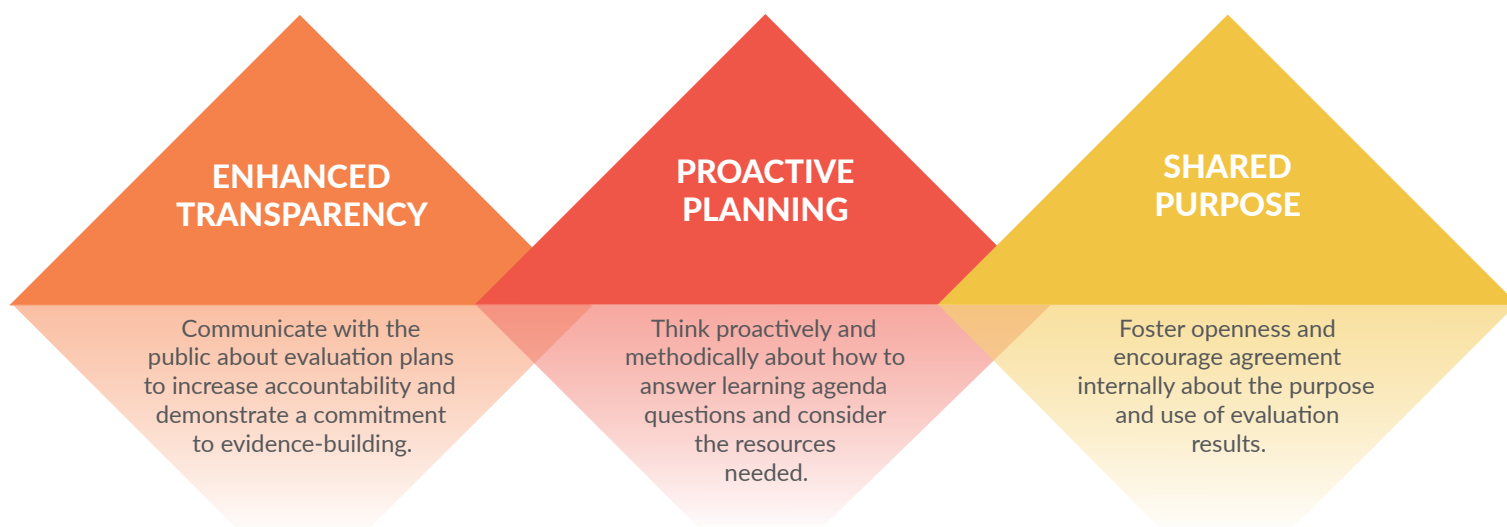 ENHANCED
TRANSPARENCY
Communicate with the
public about evaluation plans
to increase accountability and
demonstrate a commitment
to evidence-building.
PROACTIVE
PLANNING
Think proactively and
methodically about how to
answer learning agenda
questions and consider
the resources
needed.
SHARED
PURPOSE
Foster openness and
encourage agreement
internally about the purpose
and use of evaluation
results.